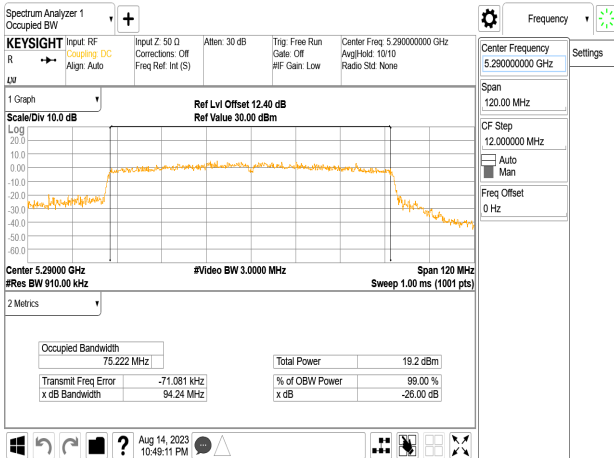 Spectrum Analyzer 1
Occupied BW
Frequency
KEYSIGHT
R
Input: RF
Coupling: DC
Align: Auto
Input Z: 50 Ω
Corrections: Off
Freq Ref: Int (S)
Atten: 30 dB
Trig: Free Run
Gate: Off
#IF Gain: Low
Center Freq: 5.290000000 GHz
Avg|Hold: 10/10
Radio Std: None
Center Frequency
5.290000000 GHz
Settings
Span
120.00 MHz
CF Step
12.000000 MHz
Auto
Man
Freq Offset
0 Hz
1 Graph
Ref Lvl Offset 12.40 dB
Scale/Div 10.0 dB
Ref Value 30.00 dBm
Log
20.0
10.0
0.00
-10.0
-20.0
-30.0
-40.0
-50.0
-60.0
Center 5.29000 GHz
#Video BW 3.0000 MHz
Span 120 MHz
#Res BW 910.00 kHz
Sweep 1.00 ms (1001 pts)
2 Metrics
Occupied Bandwidth
75.222 MHz
Total Power 19.2 dBm
Transmit Freq Error -71.081 kHz
% of OBW Power 99.00 %
x dB Bandwidth 94.24 MHz
x dB -26.00 dB
?
Aug 14, 2023
10:49:11 PM